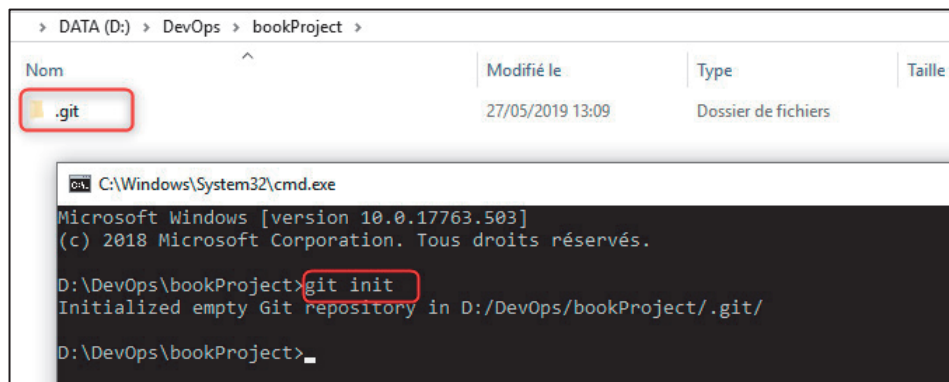 > DATA (D:) > DevOps > bookProject >
Nom Modifié le Type Taille
.git 27/05/2019 13:09 Dossier de fichiers
C:\Windows\System32\cmd.exe
Microsoft Windows [version 10.0.17763.503]
(c) 2018 Microsoft Corporation. Tous droits réservés.
D:\DevOps\bookProject>git init
Initialized empty Git repository in D:/DevOps/bookProject/.git/
D:\DevOps\bookProject>_